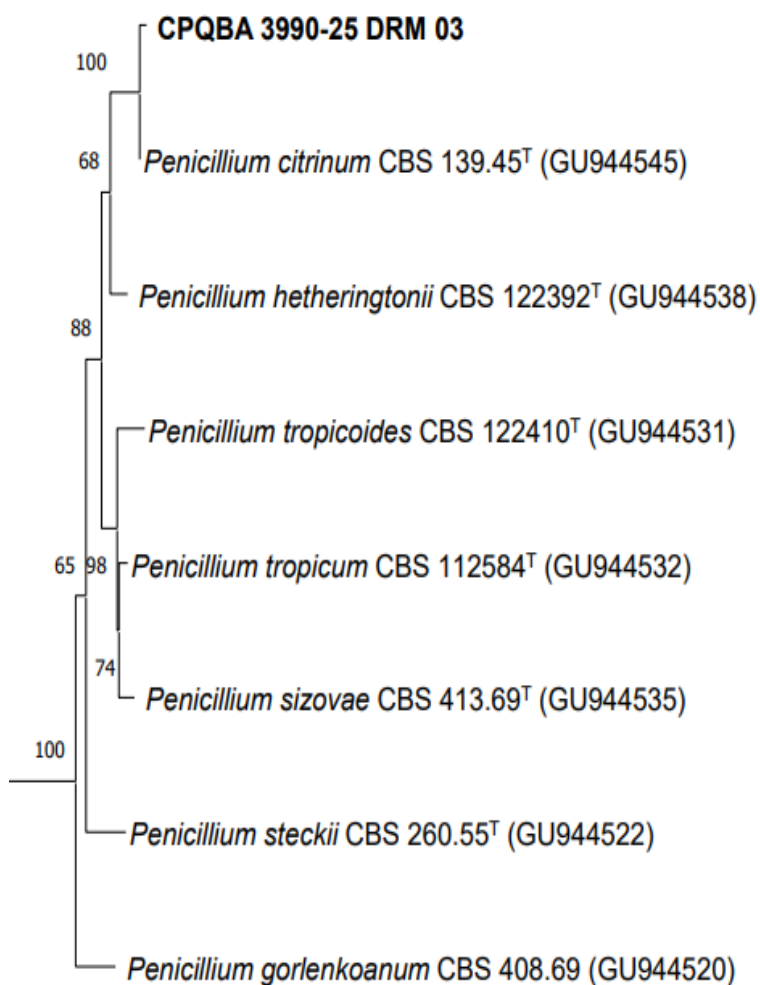 CPQBA 3990-25 DRM 03
100
68
Penicillium citrinum CBS 139.45ᵀ (GU944545)
Penicillium hetheringtonii CBS 122392ᵀ (GU944538)
88
Penicillium tropicoides CBS 122410ᵀ (GU944531)
65 98
Penicillium tropicum CBS 112584ᵀ (GU944532)
74
Penicillium sizovae CBS 413.69ᵀ (GU944535)
100
Penicillium steckii CBS 260.55ᵀ (GU944522)
Penicillium gorlenkoanum CBS 408.69 (GU944520)